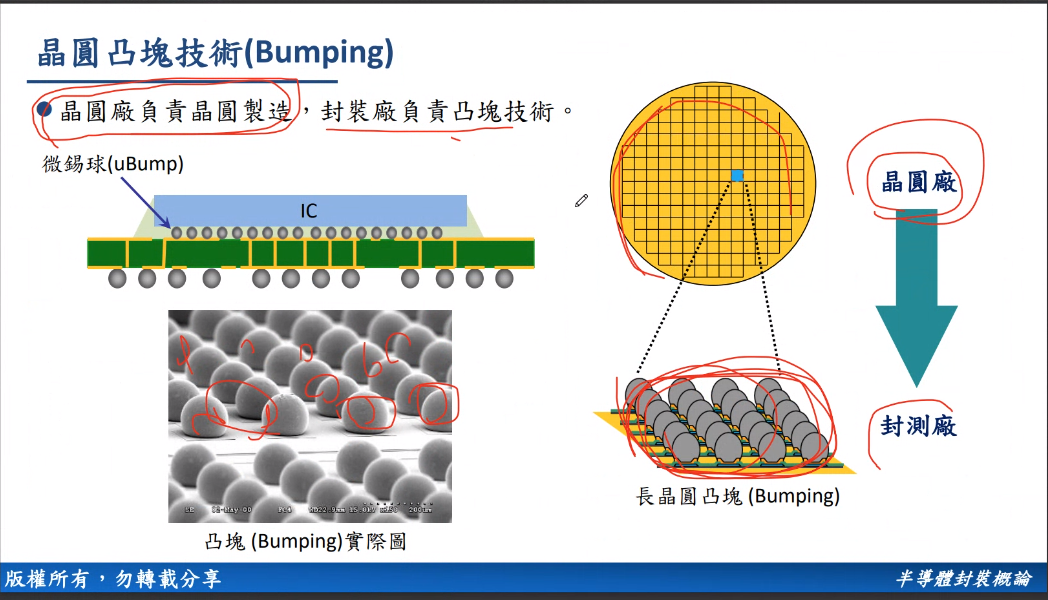 晶圓凸塊技術(Bumping)
晶圓廠負責晶圓製造，封裝廠負責凸塊技術。
微錫球(uBump)
IC
晶圓廠
封測廠
長晶圓凸塊 (Bumping)
凸塊 (Bumping)實際圖
版權所有，勿轉載分享
半導體封裝概論